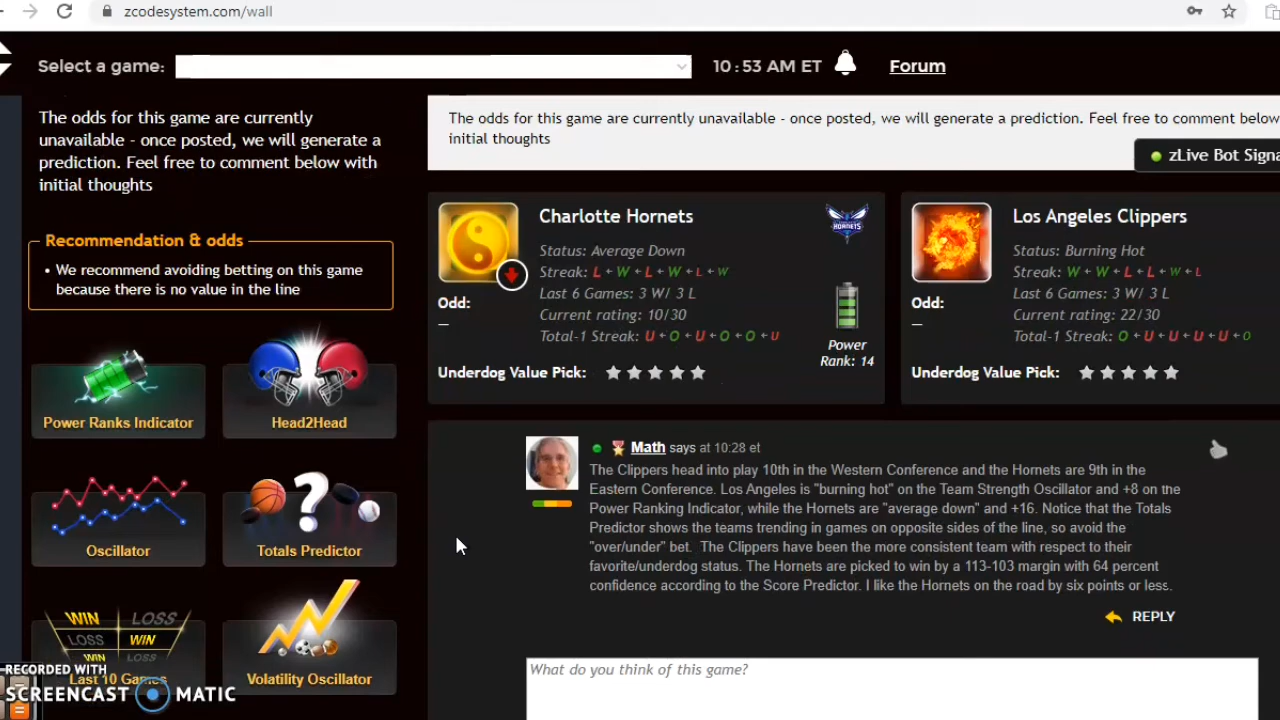 zcodesystem.com/wall
Select a game:
10:53 AM ET
Forum
The odds for this game are currently
unavailable - once posted, we will generate a
prediction. Feel free to comment below with
initial thoughts
Recommendation & odds
• We recommend avoiding betting on this game
because there is no value in the line
Power Ranks Indicator
Head2Head
Oscillator
Totals Predictor
WIN LOSS
LOSS WIN
WIN LOSS
Last 10 Games
Volatility Oscillator
RECORDED WITH
SCREENCAST MATIC
The odds for this game are currently unavailable - once posted, we will generate a prediction. Feel free to comment below
initial thoughts
zLive Bot Signa
Charlotte Hornets
Status: Average Down
Streak: L ← W ← L ← W ← L ← W
Last 6 Games: 3 W/ 3 L
Current rating: 10/30
Total-1 Streak: U ← O ← U ← O ← O ← U
Odd:
—
Underdog Value Pick:
HORNETS
Power
Rank: 14
Los Angeles Clippers
Status: Burning Hot
Streak: W ← W ← L ← L ← W ← L
Last 6 Games: 3 W/ 3 L
Current rating: 22/30
Total-1 Streak: O ← U ← U ← U ← U ← O
Odd:
—
Underdog Value Pick:
Math says at 10:28 et
The Clippers head into play 10th in the Western Conference and the Hornets are 9th in the
Eastern Conference. Los Angeles is "burning hot" on the Team Strength Oscillator and +8 on the
Power Ranking Indicator, while the Hornets are "average down" and +16. Notice that the Totals
Predictor shows the teams trending in games on opposite sides of the line, so avoid the
"over/under" bet. The Clippers have been the more consistent team with respect to their
favorite/underdog status. The Hornets are picked to win by a 113-103 margin with 64 percent
confidence according to the Score Predictor. I like the Hornets on the road by six points or less.
REPLY
What do you think of this game?